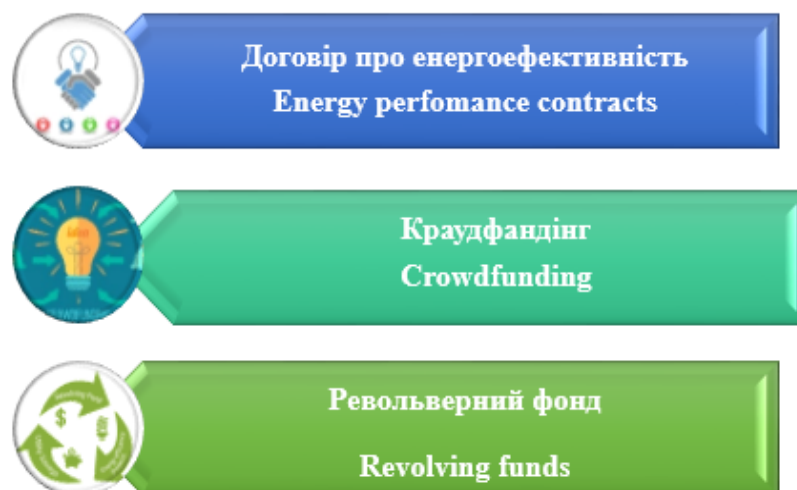 Договір про енергоефективність
Energy perfomance contracts
Краудфандінг
Crowdfunding
Револьверний фонд
Revolving funds